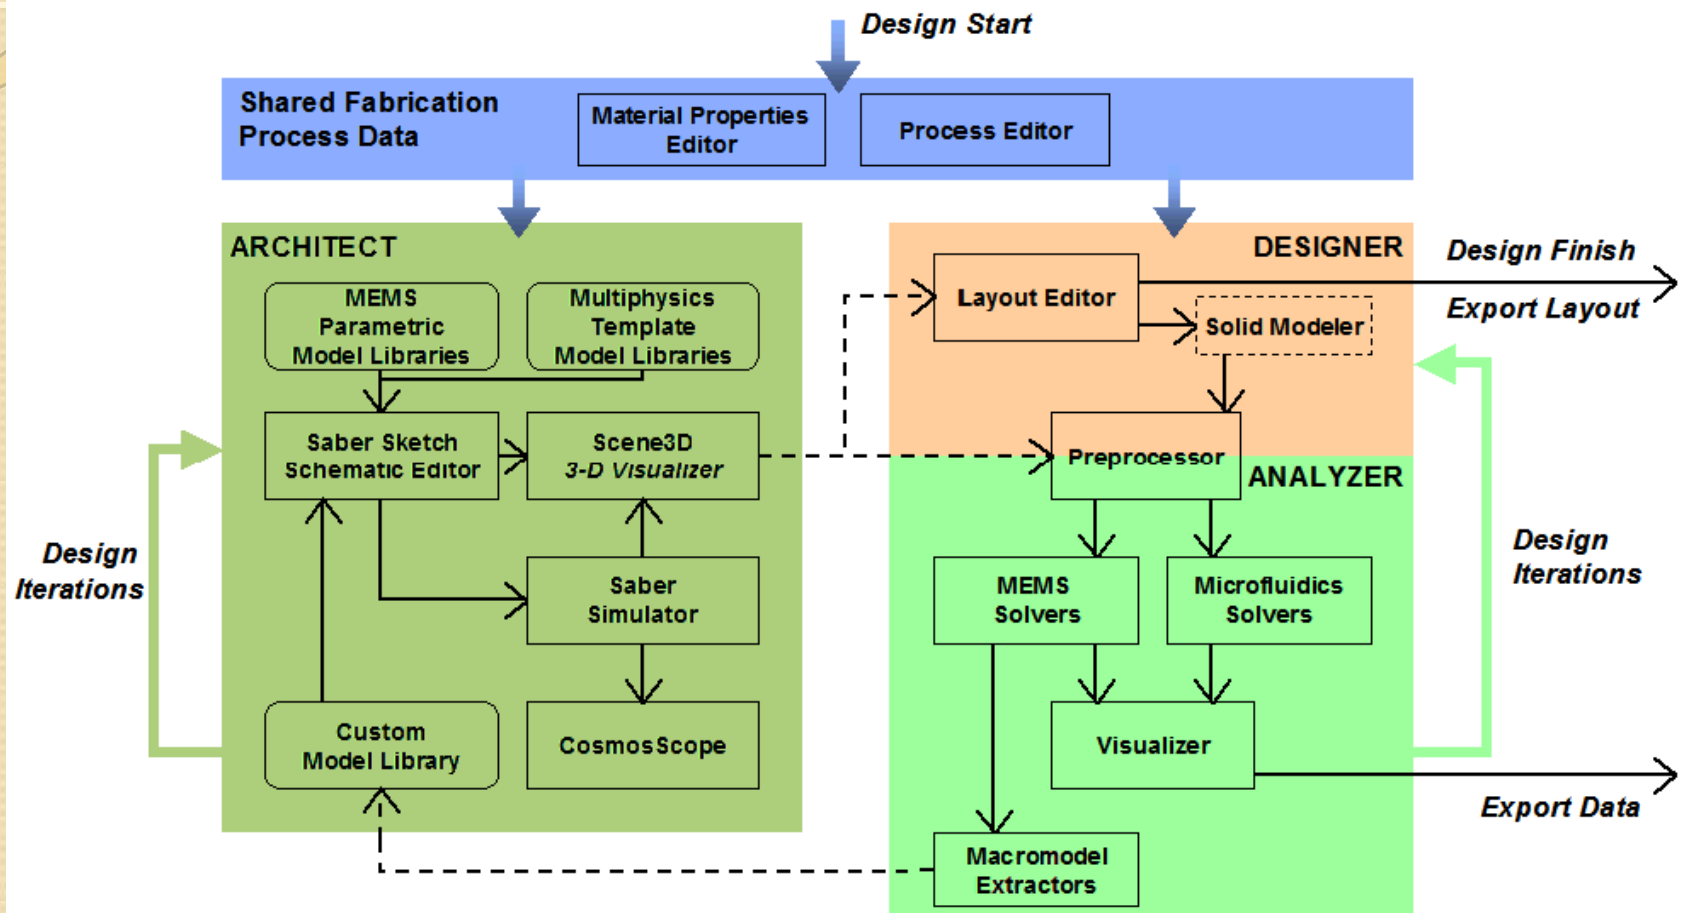 Design Start
Shared Fabrication
Process Data
Material Properties
Editor
Process Editor
ARCHITECT
MEMS
Parametric
Model Libraries
Multiphysics
Template
Model Libraries
Saber Sketch
Schematic Editor
Scene3D
3-D Visualizer
Saber
Simulator
Custom
Model Library
CosmosScope
Design
Iterations
DESIGNER
Layout Editor
Solid Modeler
Design Finish
Export Layout
Preprocessor
ANALYZER
MEMS
Solvers
Microfluidics
Solvers
Visualizer
Macromodel
Extractors
Design
Iterations
Export Data